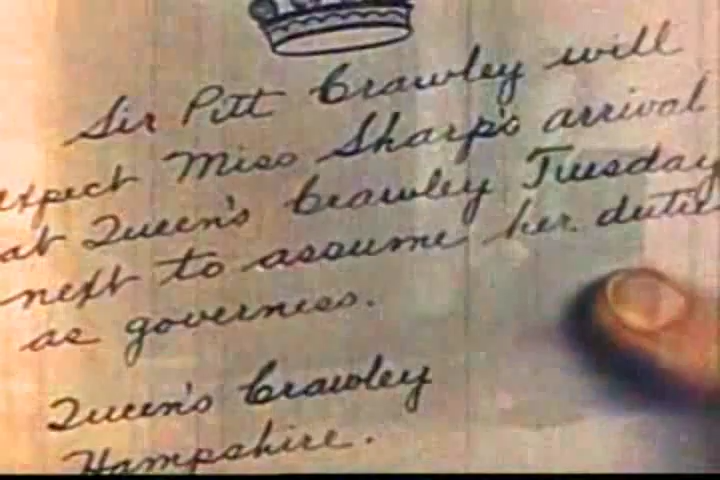 Sir Pitt Crawley will
expect Miss Sharp's arrival
at Queen's Crawley Tuesday
next to assume her duties
as governess.
Queen's Crawley
Hampshire.